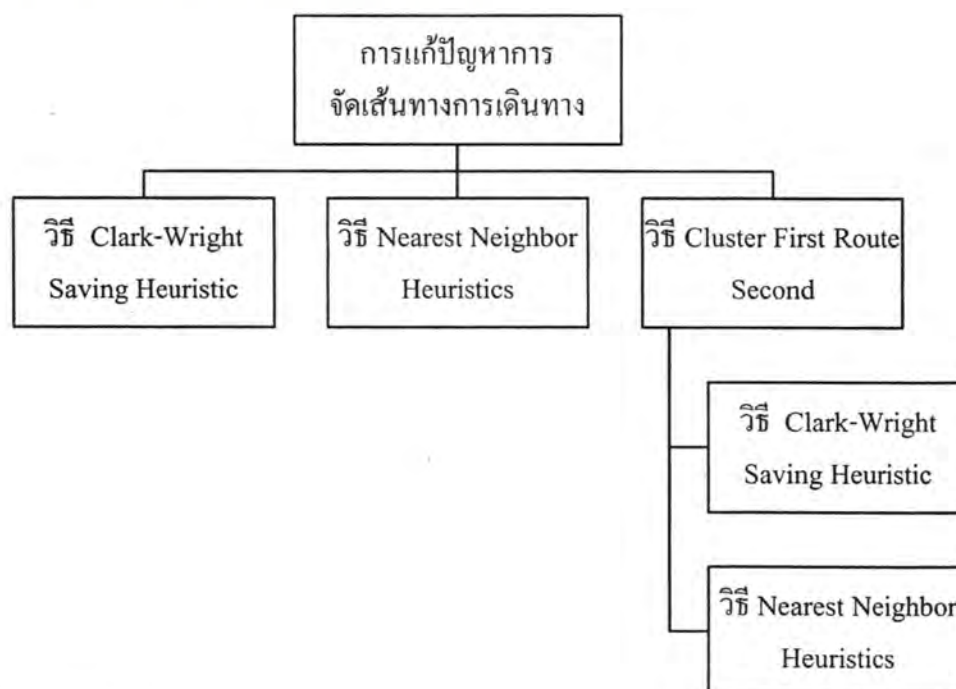 การแก้ปัญหาการ
จัดเส้นทางการเดินทาง
วิธี Clark-Wright
Saving Heuristic
วิธี Nearest Neighbor
Heuristics
วิธี Cluster First Route
Second
วิธี Clark-Wright
Saving Heuristic
วิธี Nearest Neighbor
Heuristics